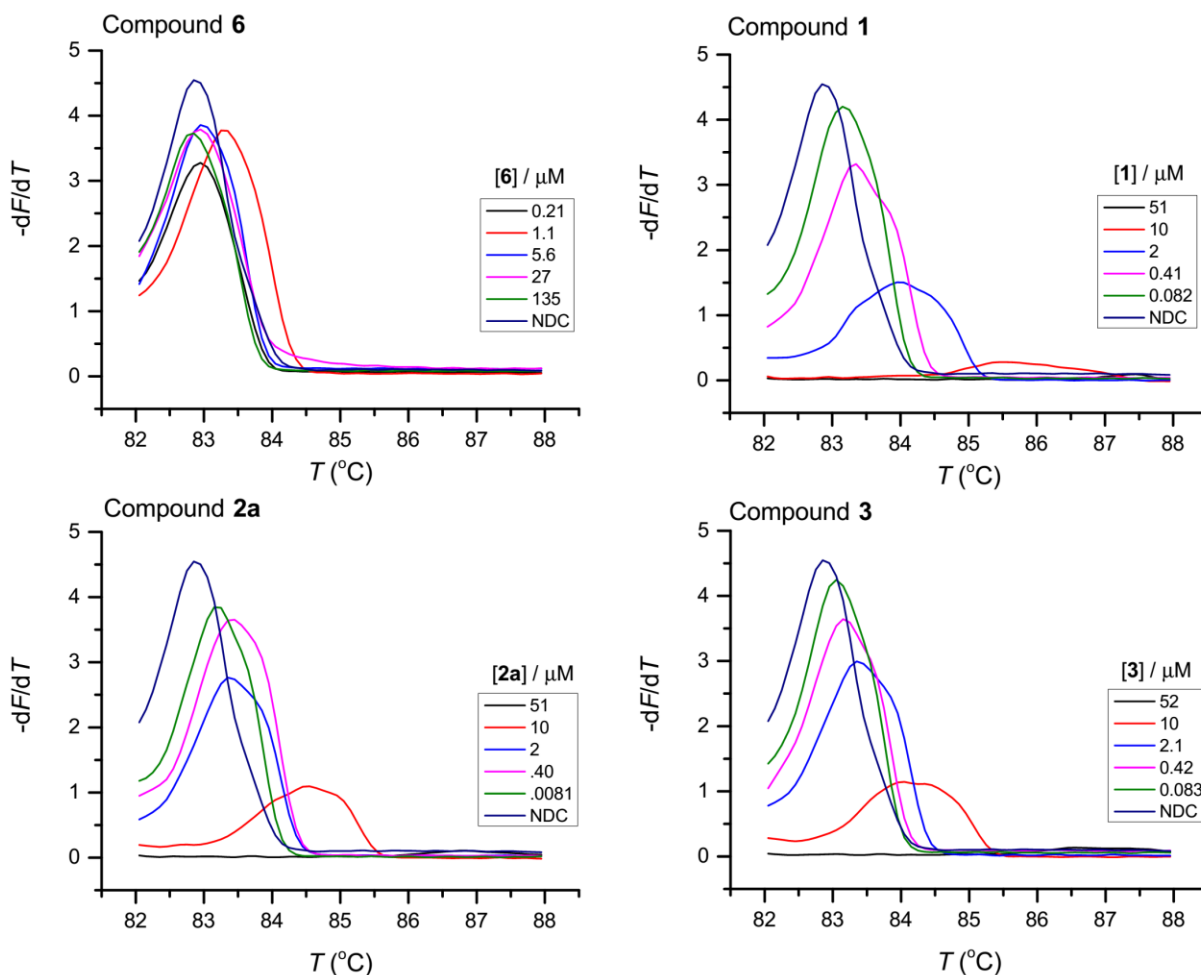 Compound 6
-dF/dT
5
4
3
2
1
0
82 83 84 85 86 87 88
T (°C)
[6] / μM
0.21
1.1
5.6
27
135
NDC
Compound 1
-dF/dT
5
4
3
2
1
0
82 83 84 85 86 87 88
T (°C)
[1] / μM
51
10
2
0.41
0.082
NDC
Compound 2a
-dF/dT
5
4
3
2
1
0
82 83 84 85 86 87 88
T (°C)
[2a] / μM
51
10
2
.40
.0081
NDC
Compound 3
-dF/dT
5
4
3
2
1
0
82 83 84 85 86 87 88
T (°C)
[3] / μM
52
10
2.1
0.42
0.083
NDC